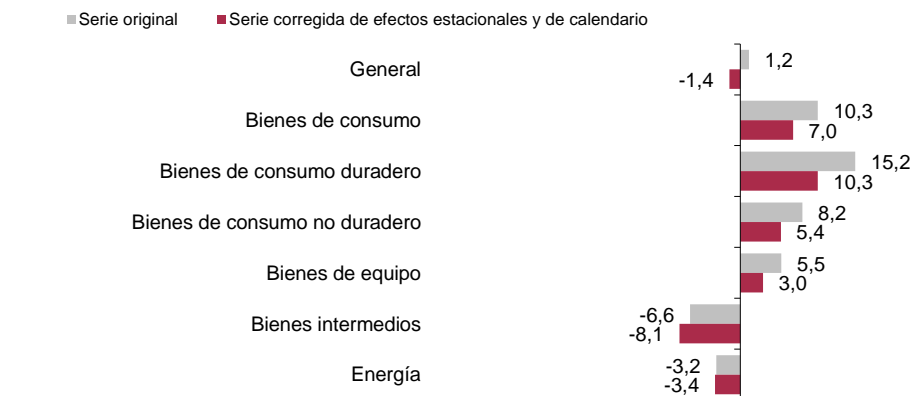 Serie original Serie corregida de efectos estacionales y de calendario
General 1,2
-1,4
Bienes de consumo 10,3
7,0
Bienes de consumo duradero 15,2
10,3
Bienes de consumo no duradero 8,2
5,4
Bienes de equipo 5,5
3,0
Bienes intermedios -6,6
-8,1
Energía -3,2
-3,4